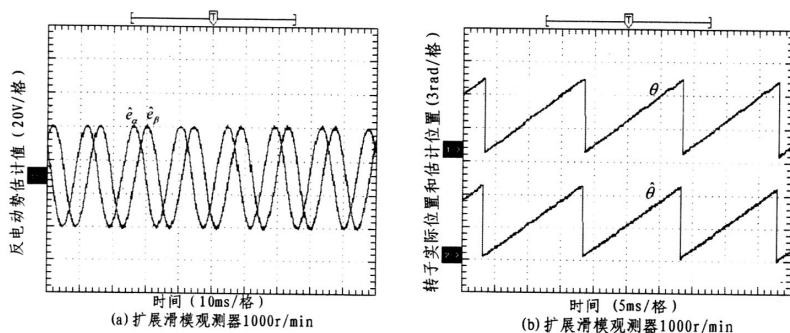 T
反电动势估计值 (20V/格)
ê_α ê_β
时间 (10ms/格)
(a)扩展滑模观测器1000r/min
T
转子实际位置和估计位置(3rad/格)
θ
θ̂
时间 (5ms/格)
(b)扩展滑模观测器1000r/min